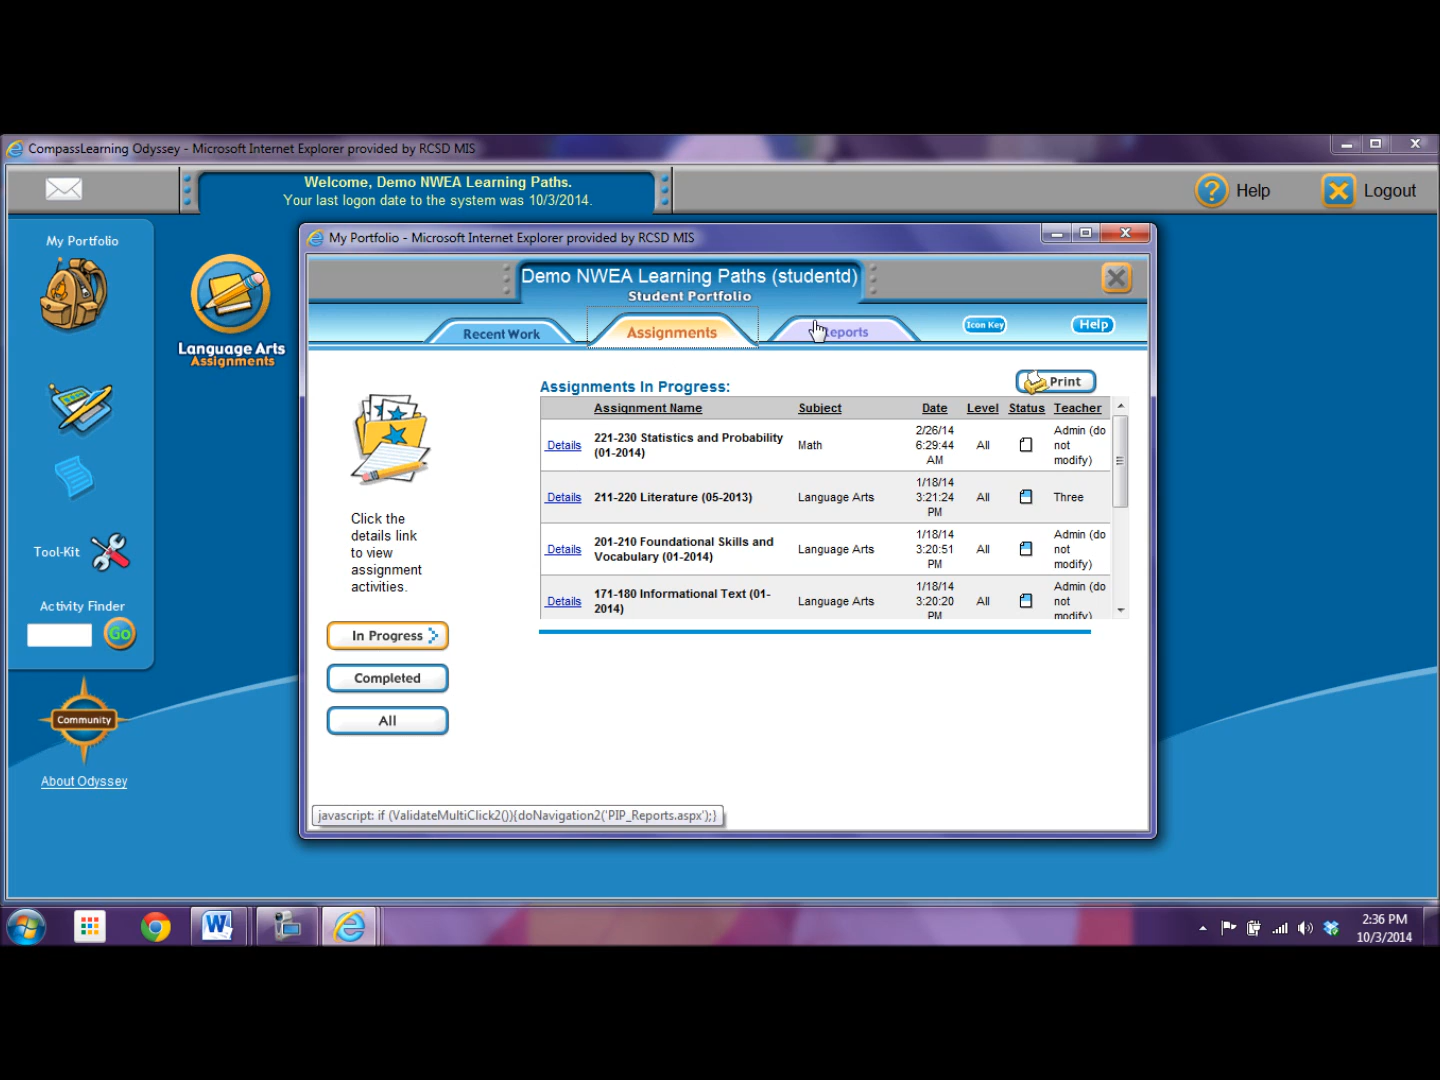 CompassLearning Odyssey - Microsoft Internet Explorer provided by RCSD MIS
Welcome, Demo NWEA Learning Paths.
Your last logon date to the system was 10/3/2014.
Help
Logout
My Portfolio
Language Arts
Assignments
Tool-Kit
Activity Finder
Go
Community
About Odyssey
My Portfolio - Microsoft Internet Explorer provided by RCSD MIS
Demo NWEA Learning Paths (studentd)
Student Portfolio
Recent Work
Assignments
eports
Icon Key
Help
Click the
details link
to view
assignment
activities.
In Progress
Completed
All
Assignments In Progress:
Print
Assignment Name Subject Date Level Status Teacher
Details 221-230 Statistics and Probability (01-2014) Math 2/26/14 6:29:44 AM All Admin (do not modify)
Details 211-220 Literature (05-2013) Language Arts 1/18/14 3:21:24 PM All Three
Details 201-210 Foundational Skills and Vocabulary (01-2014) Language Arts 1/18/14 3:20:51 PM All Admin (do not modify)
Details 171-180 Informational Text (01-2014) Language Arts 1/18/14 3:20:20 PM All Admin (do not modify)
javascript: if (ValidateMultiClick2()){doNavigation2('PIP_Reports.aspx');}
2:36 PM
10/3/2014